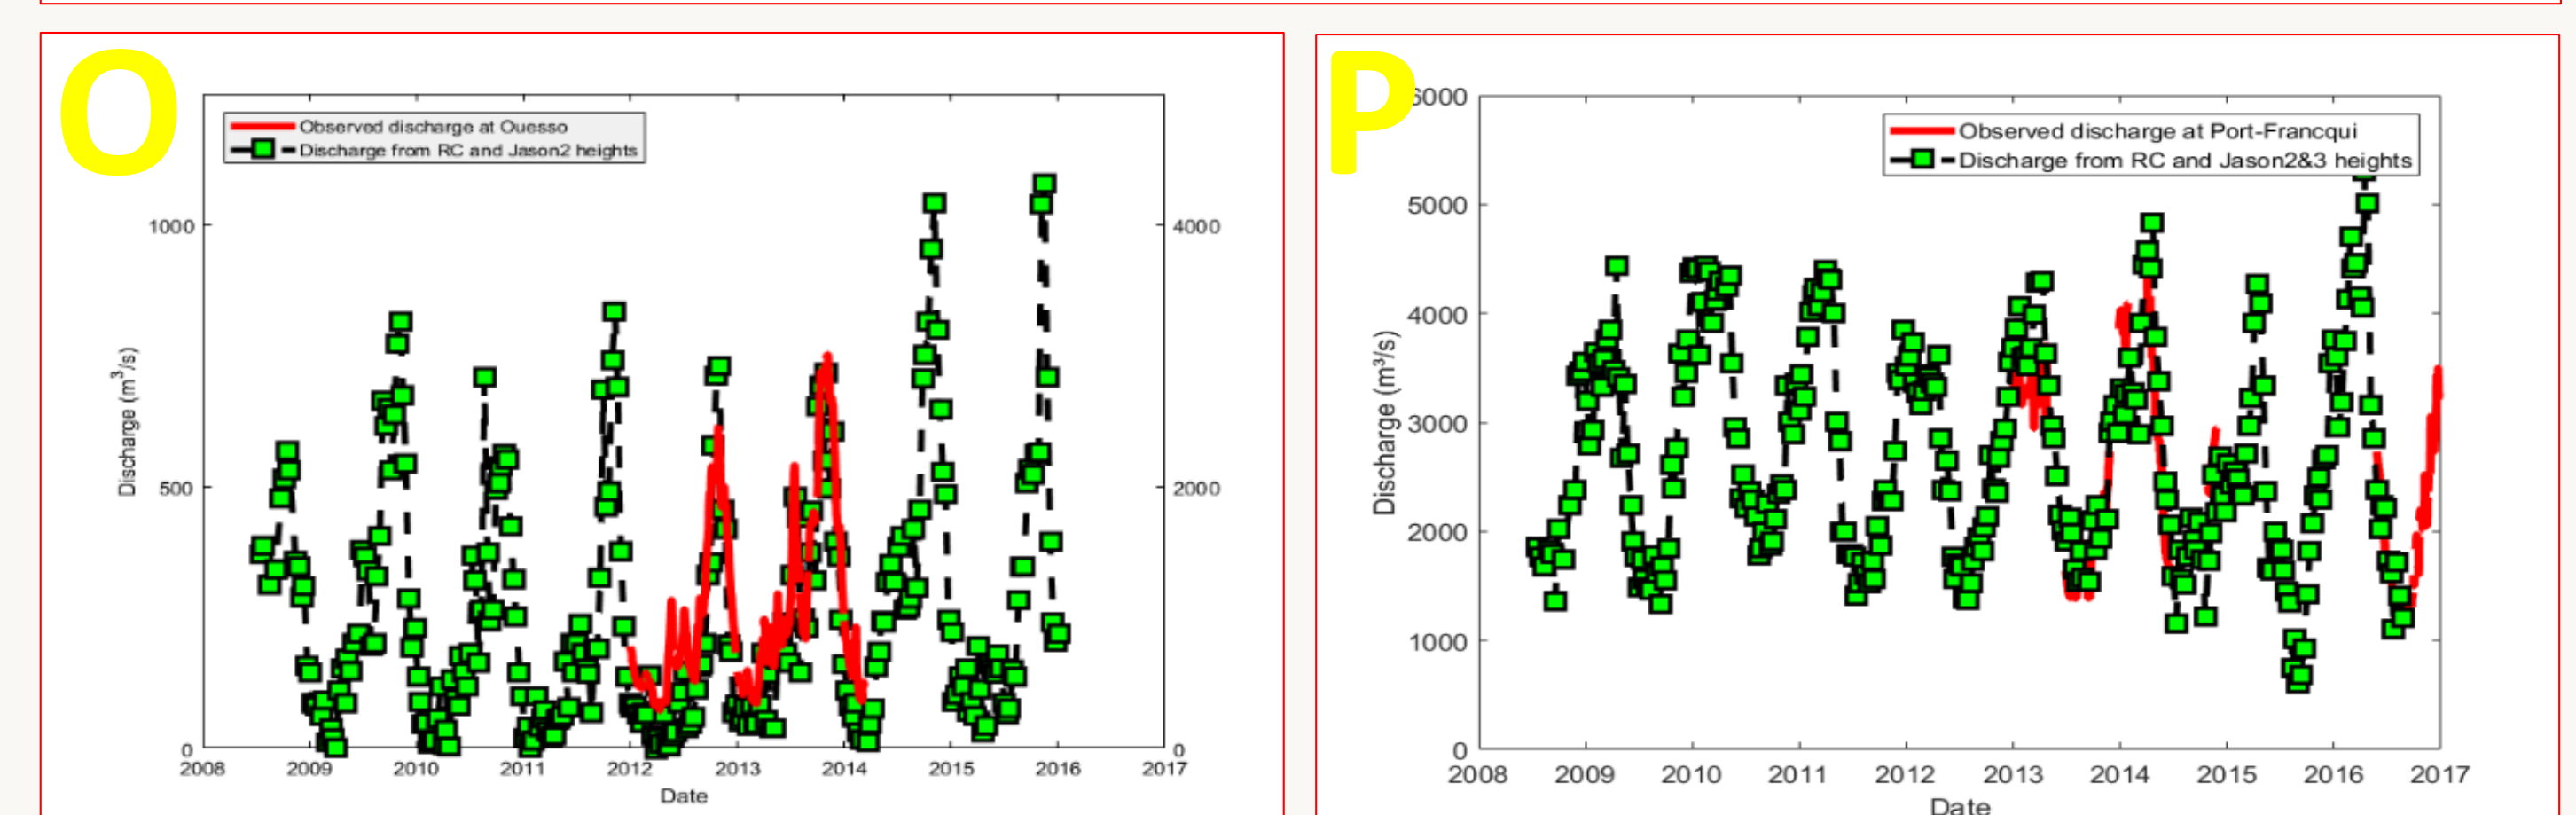 O
Observed discharge at Ouesso
Discharge from RC and Jason2 heights
1000
500
0
4000
2000
0
Discharge (m³/s)
2008 2009 2010 2011 2012 2013 2014 2015 2016 2017
Date
P
6000
5000
4000
3000
2000
1000
0
Observed discharge at Port-Francqui
Discharge from RC and Jason2&3 heights
Discharge (m³/s)
2008 2009 2010 2011 2012 2013 2014 2015 2016 2017
Date